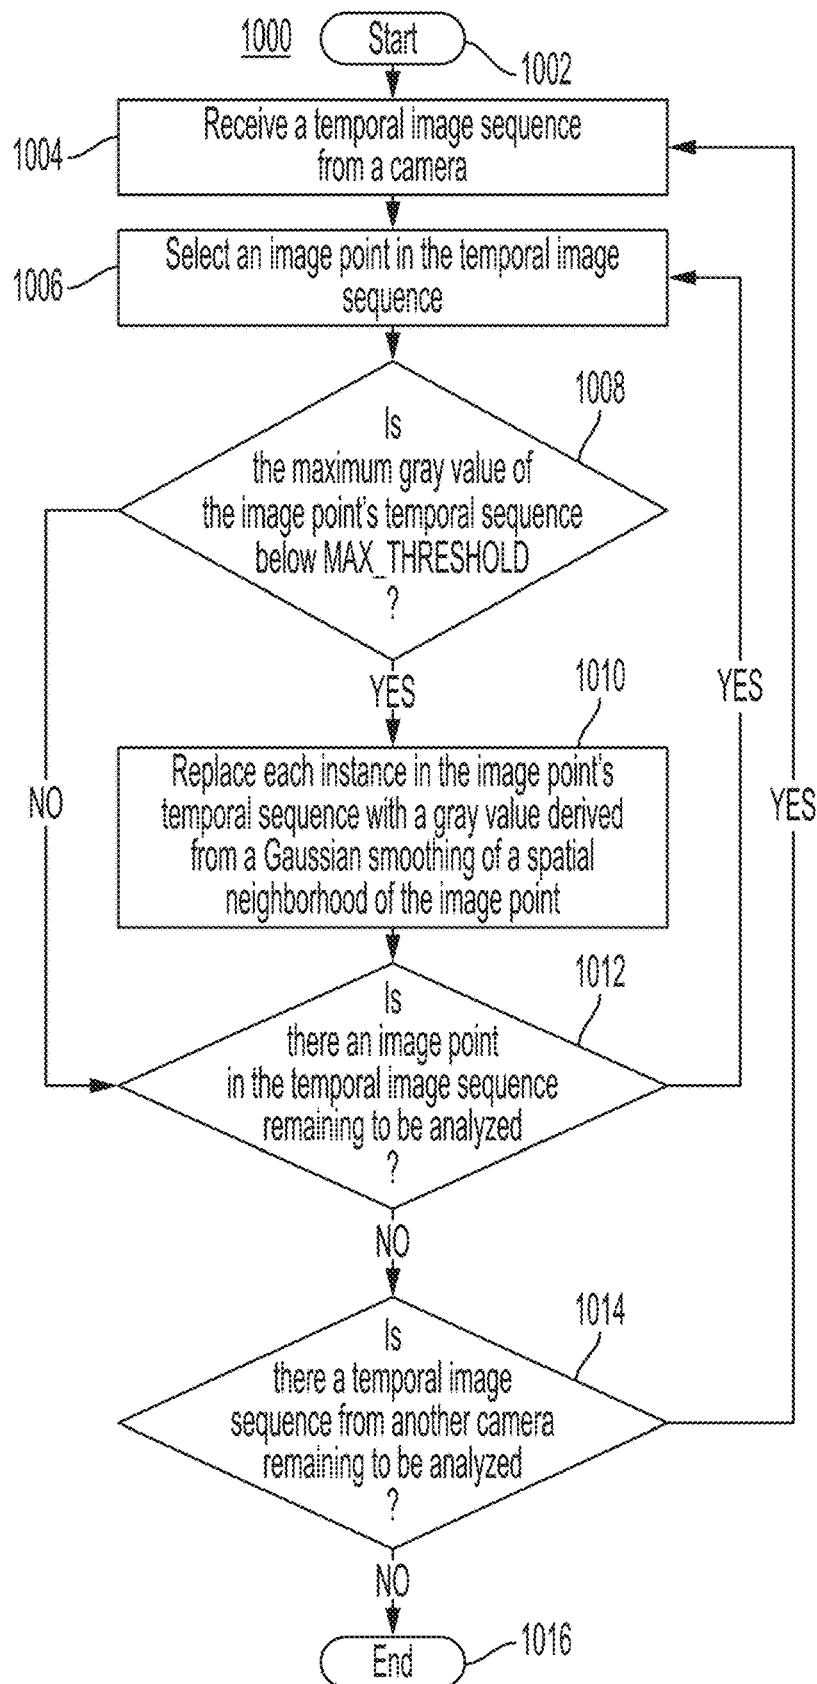 1000
Start
1002
Receive a temporal image sequence
from a camera
1004
Select an image point in the temporal image
sequence
1006
1008
Is
the maximum gray value of
the image point's temporal sequence
below MAX_THRESHOLD
?
YES
1010
YES
NO
YES
Replace each instance in the image point's
temporal sequence with a gray value derived
from a Gaussian smoothing of a spatial
neighborhood of the image point
1012
Is
there an image point
in the temporal image sequence
remaining to be analyzed
?
NO
1014
Is
there a temporal image
sequence from another camera
remaining to be analyzed
?
NO
End
1016